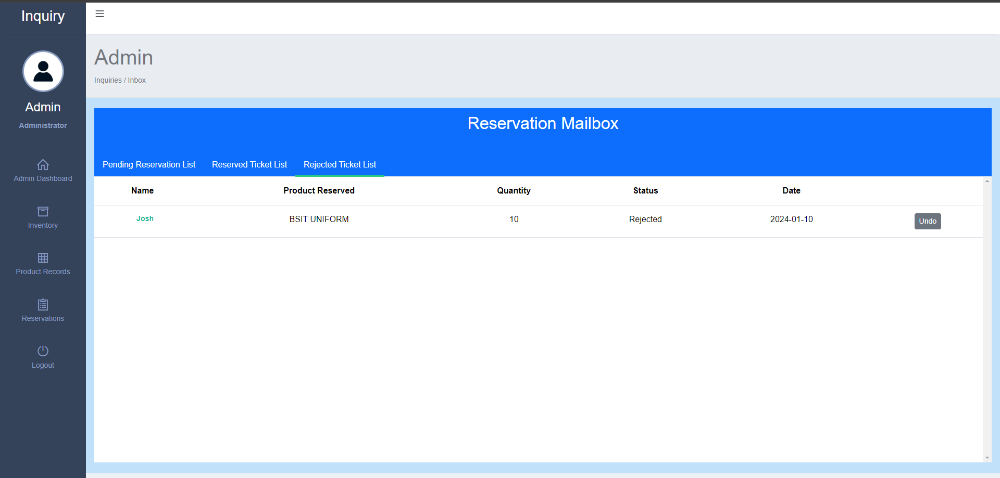 Inquiry
Admin
Administrator
Admin Dashboard
Inventory
Product Records
Reservations
Logout
Admin
Inquiries / Inbox
Reservation Mailbox
Pending Reservation List Reserved Ticket List Rejected Ticket List
Name Product Reserved Quantity Status Date
Josh BSIT UNIFORM 10 Rejected 2024-01-10 Undo